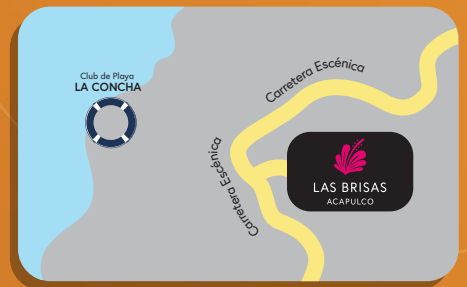 Club de Playa
LA CONCHA
Carretera Escénica
Carretera Escénica
LAS BRISAS
ACAPULCO